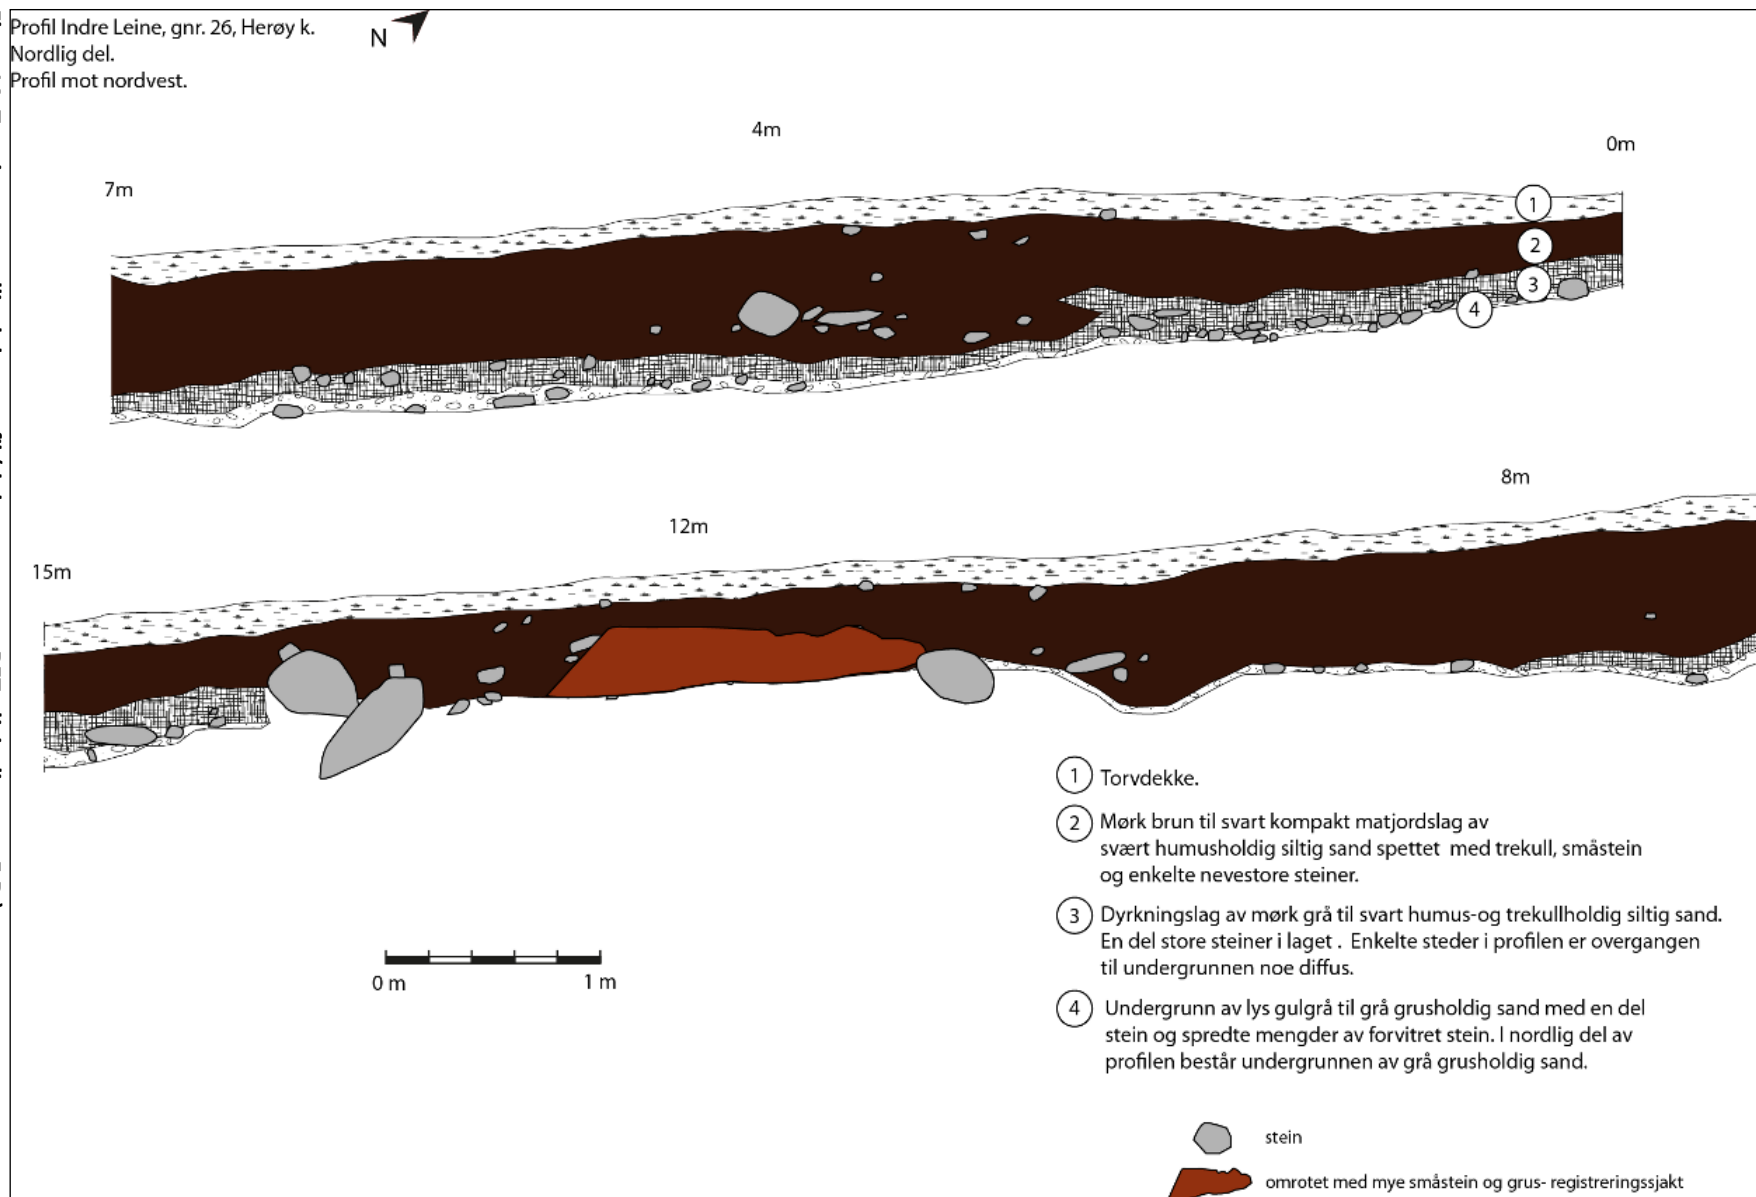 Profil Indre Leine, gnr. 26, Herøy k.
Nordlig del.
Profil mot nordvest.
N
4m
0m
7m
1
2
3
4
8m
12m
15m
1 Torvdekke.
2 Mørk brun til svart kompakt matjordslag av
svært humusholdig siltig sand spettet med trekull, småstein
og enkelte nevestore steiner.
3 Dyrkningslag av mørk grå til svart humus-og trekullholdig siltig sand.
En del store steiner i laget . Enkelte steder i profilen er overgangen
til undergrunnen noe diffus.
0 m 1 m
4 Undergrunn av lys gulgrå til grå grusholdig sand med en del
stein og spredte mengder av forvitret stein. I nordlig del av
profilen består undergrunnen av grå grusholdig sand.
stein
omrotet med mye småstein og grus- registreringssjakt